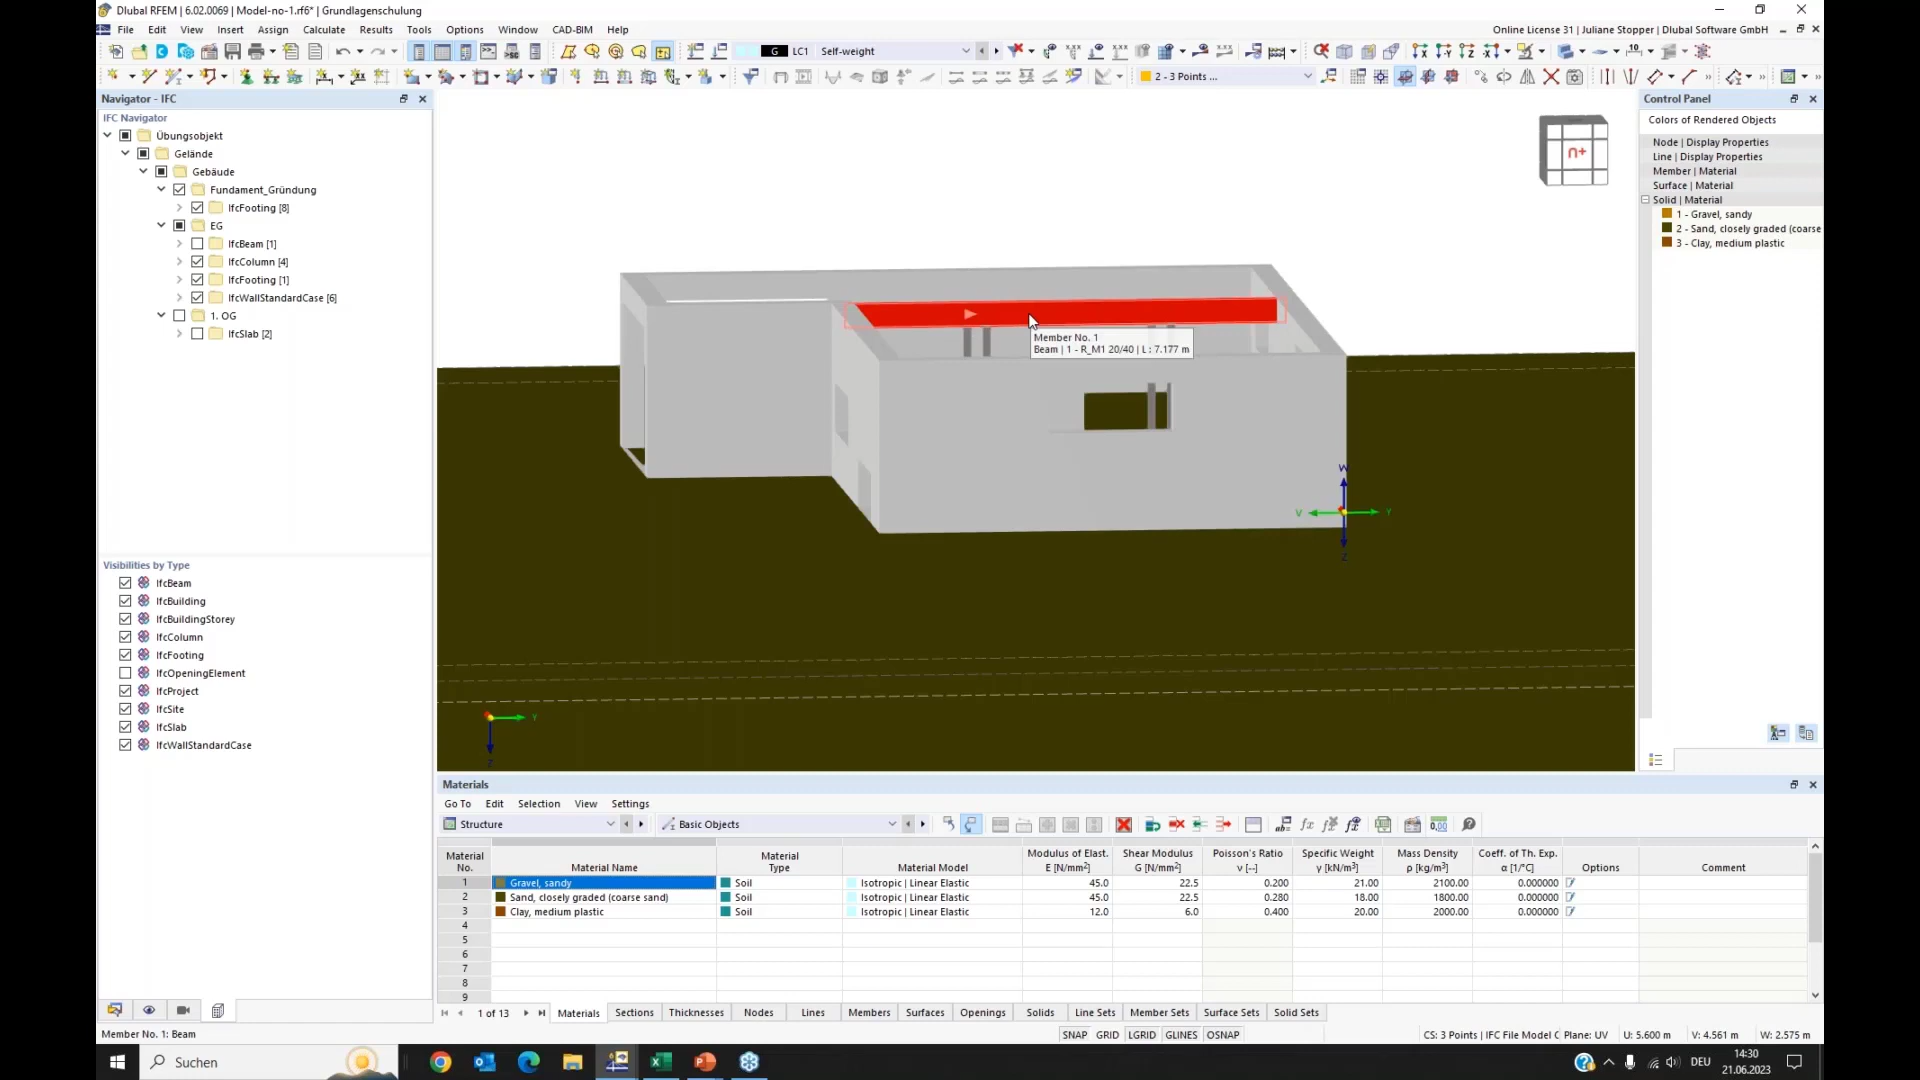 Dlubal RFEM | 6.02.0069 | Model-no-1.rf6* | Grundlagenschulung
File Edit View Insert Assign Calculate Results Tools Options Window CAD-BIM Help
Online License 31 | Juliane Stopper | Dlubal Software GmbH
G LC1 Self-weight
2 - 3 Points ...
Navigator - IFC
IFC Navigator
Übungsobjekt
Gelände
Gebäude
Fundament_Gründung
IfcFooting [8]
EG
IfcBeam [1]
IfcColumn [4]
IfcFooting [1]
IfcWallStandardCase [6]
1. OG
IfcSlab [2]
Visibilities by Type
IfcBeam
IfcBuilding
IfcBuildingStorey
IfcColumn
IfcFooting
IfcOpeningElement
IfcProject
IfcSite
IfcSlab
IfcWallStandardCase
Member No. 1
Beam | 1 - R_M1 20/40 | L : 7.177 m
W
V Y
Z
Y
Z
Control Panel
Colors of Rendered Objects
Node | Display Properties
Line | Display Properties
Member | Material
Surface | Material
Solid | Material
1 - Gravel, sandy
2 - Sand, closely graded (coarse
3 - Clay, medium plastic
Materials
Go To Edit Selection View Settings
Structure Basic Objects
Material No. Material Name Material Type Material Model Modulus of Elast. E [N/mm²] Shear Modulus G [N/mm²] Poisson's Ratio ν [--] Specific Weight γ [kN/m³] Mass Density ρ [kg/m³] Coeff. of Th. Exp. α [1/°C] Options Comment
1 Gravel, sandy Soil Isotropic | Linear Elastic 45.0 22.5 0.200 21.00 2100.00 0.000000
2 Sand, closely graded (coarse sand) Soil Isotropic | Linear Elastic 45.0 22.5 0.280 18.00 1800.00 0.000000
3 Clay, medium plastic Soil Isotropic | Linear Elastic 12.0 6.0 0.400 20.00 2000.00 0.000000
4
5
6
7
8
9
1 of 13 Materials Sections Thicknesses Nodes Lines Members Surfaces Openings Solids Line Sets Member Sets Surface Sets Solid Sets
Member No. 1: Beam
SNAP GRID LGRID GLINES OSNAP
CS: 3 Points | IFC File Model C Plane: UV U: 5.600 m V: 4.561 m W: 2.575 m
Suchen
DEU
14:30
21.06.2023